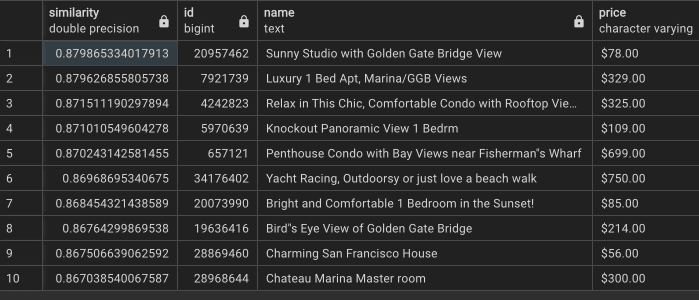 similarity id name price
double precision bigint text character varying
1 0.879865334017913 20957462 Sunny Studio with Golden Gate Bridge View $78.00
2 0.879626855805738 7921739 Luxury 1 Bed Apt, Marina/GGB Views $329.00
3 0.871511190297894 4242823 Relax in This Chic, Comfortable Condo with Rooftop Vie... $325.00
4 0.871010549604278 5970639 Knockout Panoramic View 1 Bedrm $109.00
5 0.870243142581455 657121 Penthouse Condo with Bay Views near Fisherman"s Wharf $699.00
6 0.86968695340675 34176402 Yacht Racing, Outdoorsy or just love a beach walk $750.00
7 0.868454321438589 20073990 Bright and Comfortable 1 Bedroom in the Sunset! $85.00
8 0.86764299869538 19636416 Bird"s Eye View of Golden Gate Bridge $214.00
9 0.867506639062592 28869460 Charming San Francisco House $56.00
10 0.867038540067587 28968644 Chateau Marina Master room $300.00